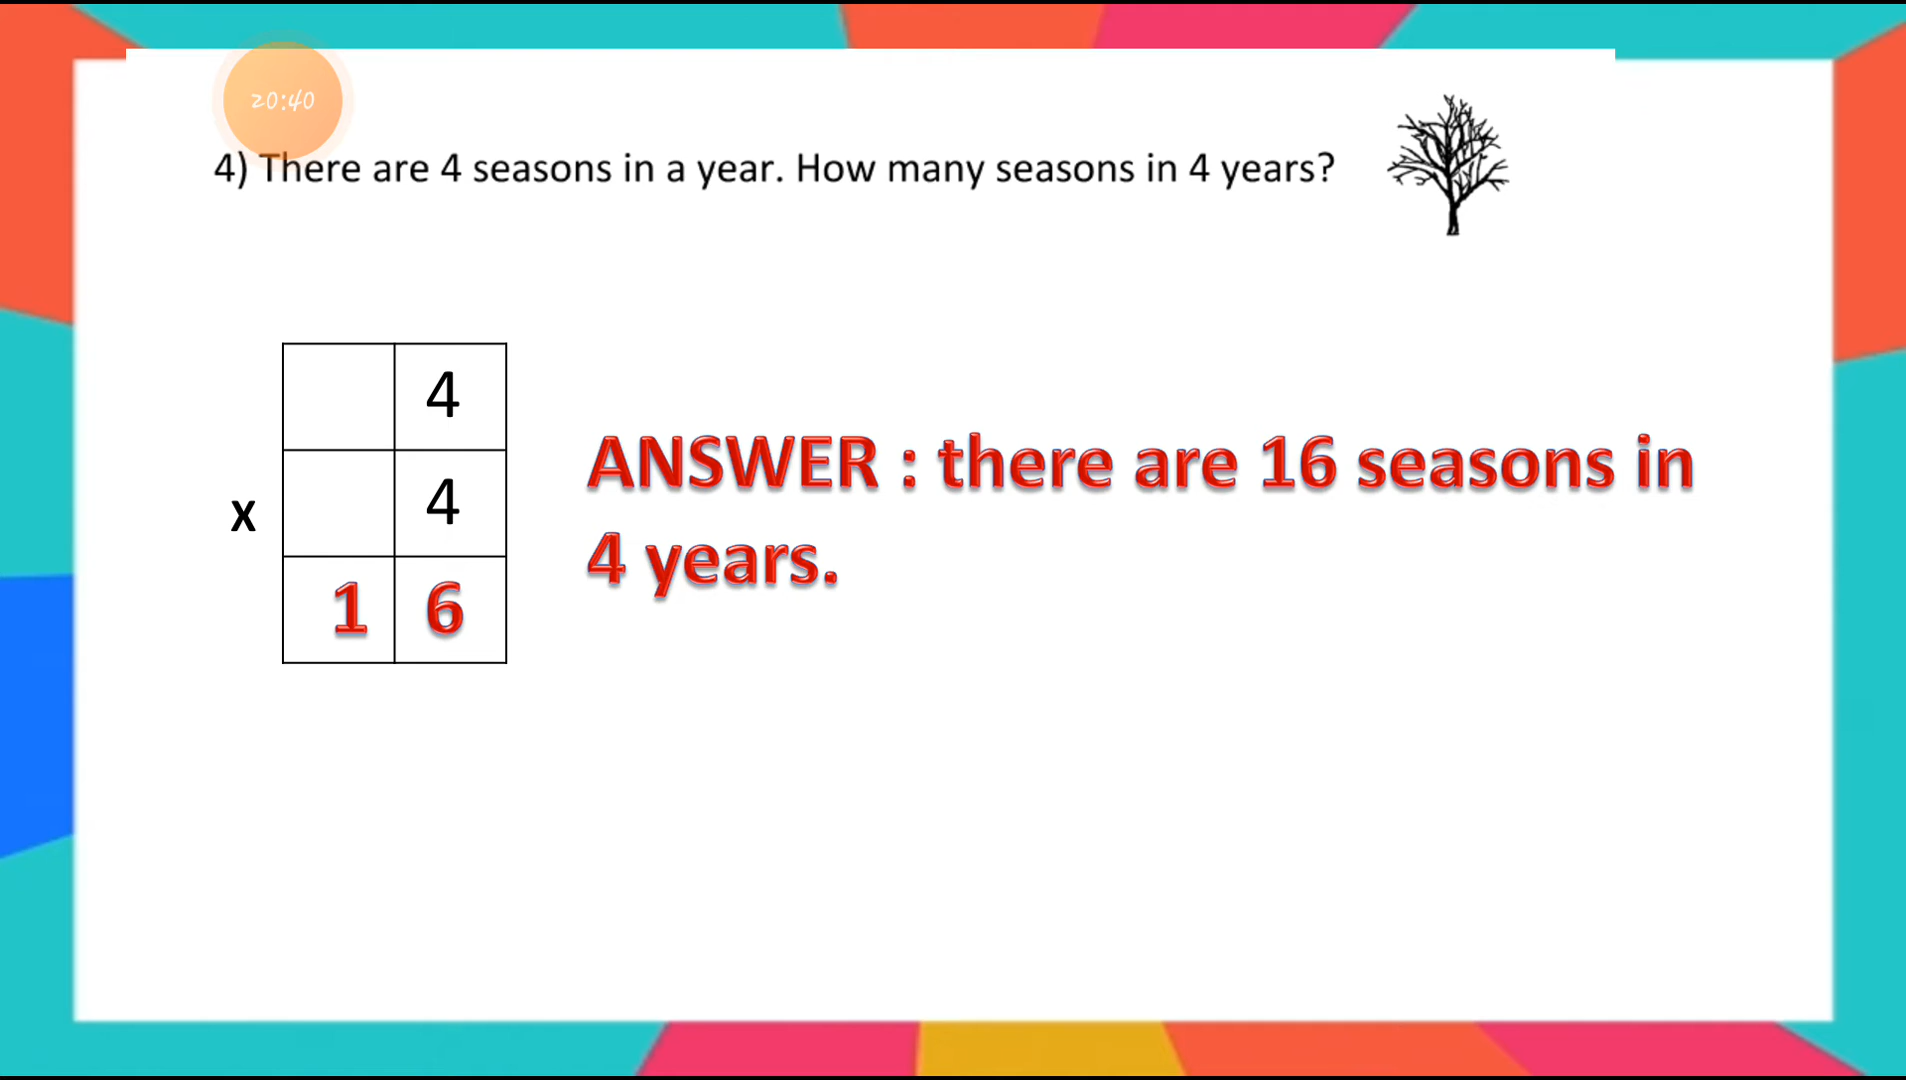 20:40
4) There are 4 seasons in a year. How many seasons in 4 years?
4
x 4
1 6
ANSWER : there are 16 seasons in
4 years.